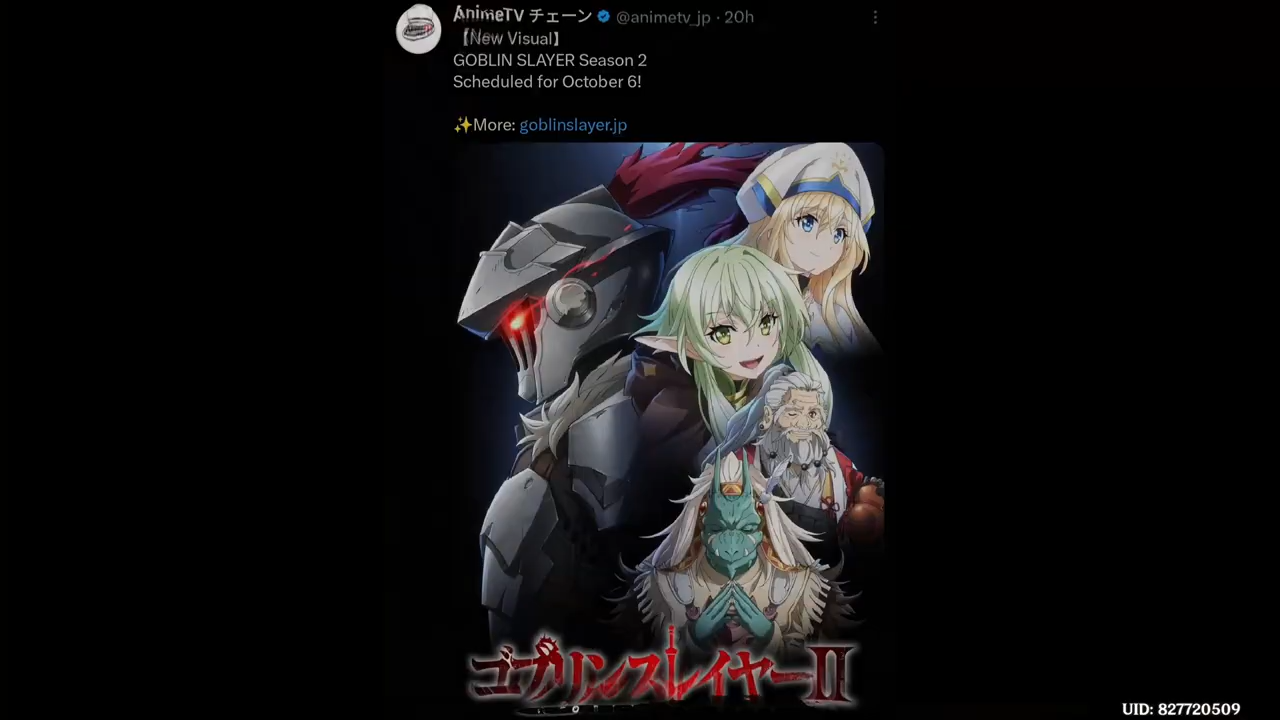 AnimeTV チェーン @animetv_jp · 20h
【New Visual】
GOBLIN SLAYER Season 2
Scheduled for October 6!
✨More: goblinslayer.jp
ゴブリンスレイヤーII
UID: 827720509